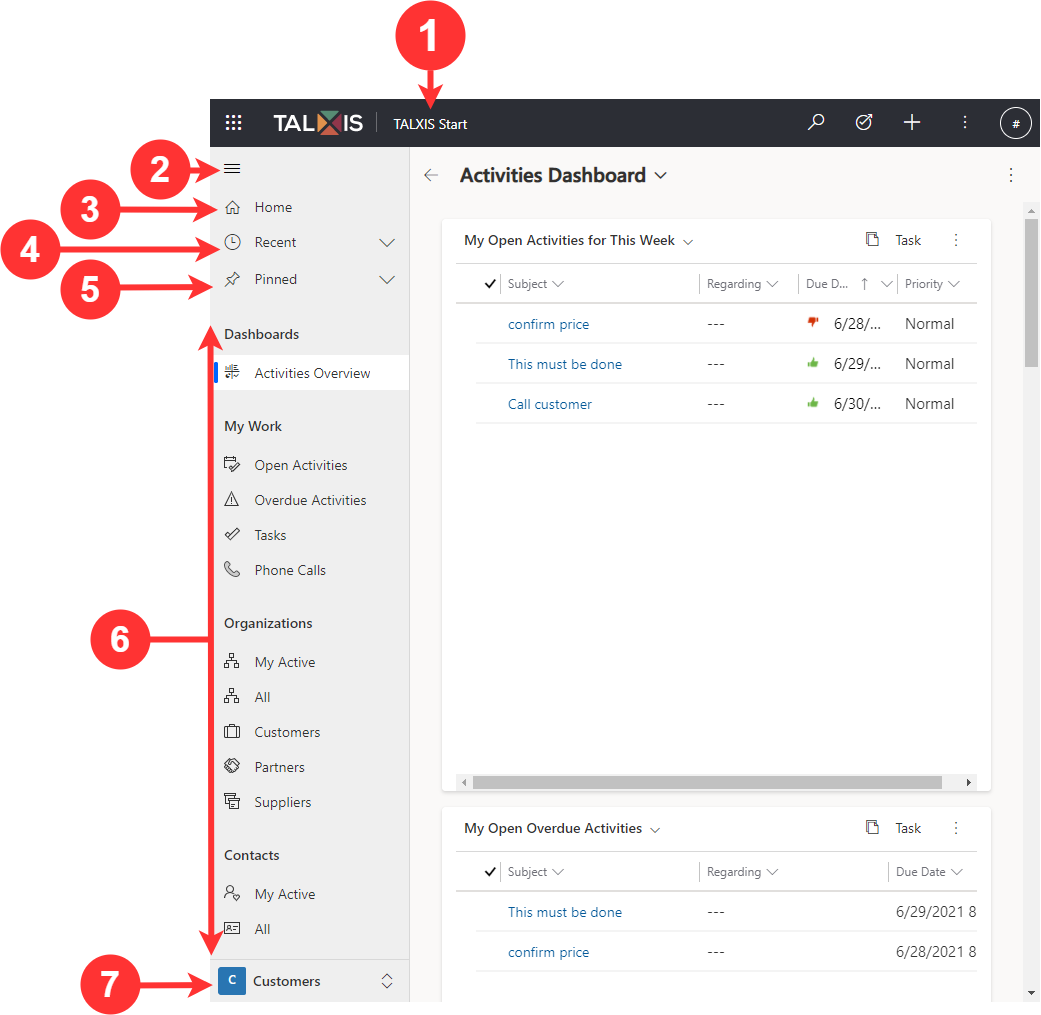 1
TALXIS TALXIS Start #
2
3 Home
4 Recent
5 Pinned
Dashboards
Activities Overview
My Work
Open Activities
Overdue Activities
Tasks
Phone Calls
6
Organizations
My Active
All
Customers
Partners
Suppliers
Contacts
My Active
All
7 C Customers
Activities Dashboard
My Open Activities for This Week Task
Subject Regarding Due D... Priority
confirm price --- 6/28/... Normal
This must be done --- 6/29/... Normal
Call customer --- 6/30/... Normal
My Open Overdue Activities Task
Subject Regarding Due Date
This must be done --- 6/29/2021 8
confirm price --- 6/28/2021 8